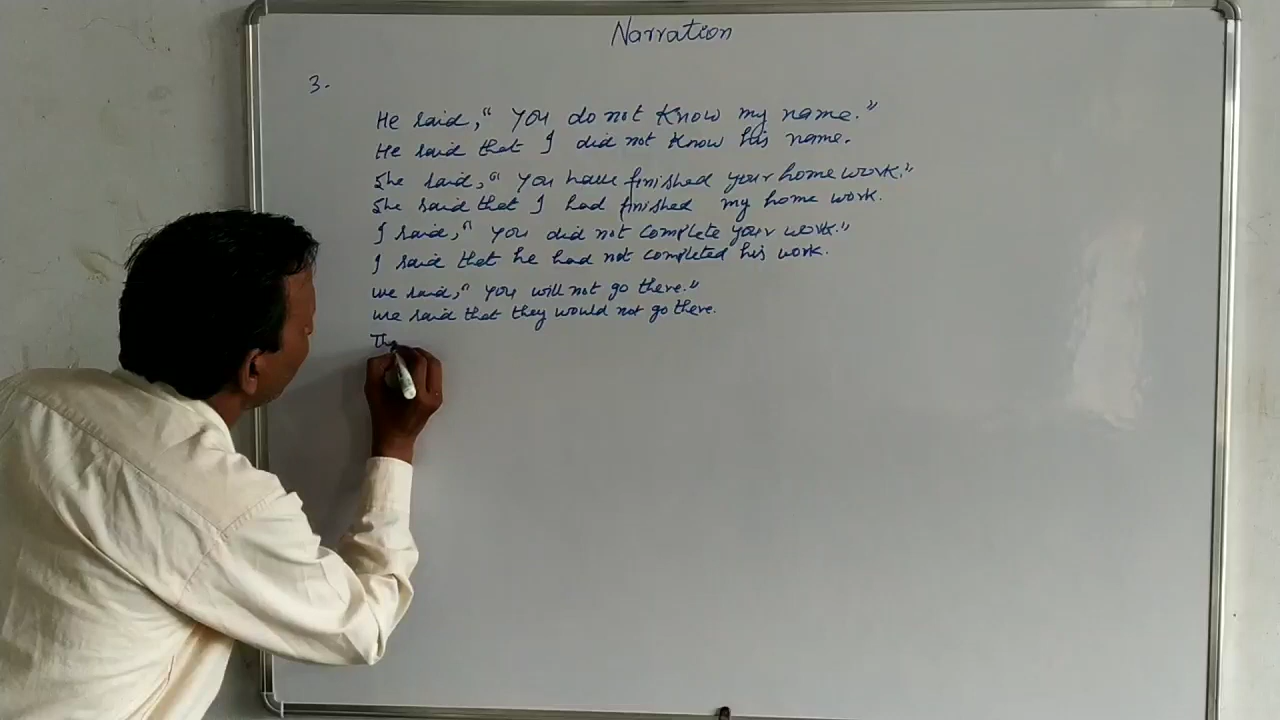 Narration
3.
He said, "You do not know my name."
He said that I did not know his name.
She said, "You have finished your home work."
She said that I had finished my home work.
I said, "You did not complete your work."
I said that he had not completed his work.
We said, "You will not go there."
We said that they would not go there.
Th